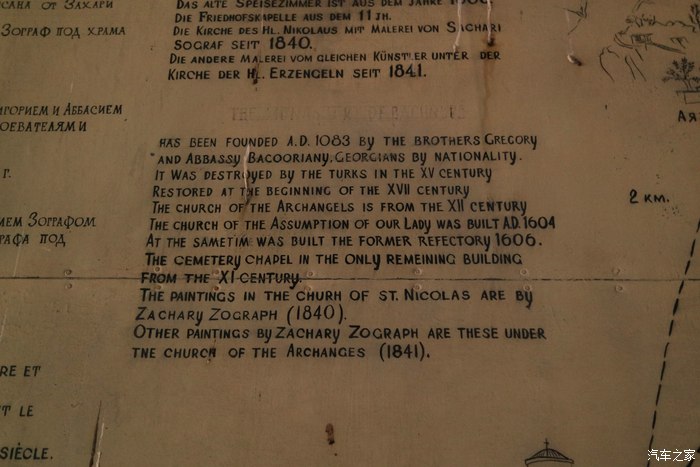 САНА ОТ ЗАХАРИ
ЗОГРАФ ПОД ХРАМА
ИГОРИЕМ И АББАСИЕМ
ОЕВАТЕЛЯМИ
Г.
ИЕМ ЗОГРАФОМ
РАФА ПОД
RE ET
T LE
SIÈCLE.
DAS ALTE SPEISEZIMMER IST AUS DEM JAHRE
DIE FRIEDHOFSKAPELLE AUS DEM 11 JH.
DIE KIRCHE DES HL. NIKOLAUS MIT MALEREI VON SACHARI
SOGRAF SEIT 1840.
DIE ANDERE MALEREI VOM GLEICHEN KÜNSTLER UNTER DER
KIRCHE DER HL. ERZENGELN SEIT 1841.
HAS BEEN FOUNDED A.D. 1083 BY THE BROTHERS GREGORY
AND ABBASSY BACOORIANY, GEORGIANS BY NATIONALITY.
IT WAS DESTROYED BY THE TURKS IN THE XV CENTURY
RESTORED AT THE BEGINNING OF THE XVII CENTURY
THE CHURCH OF THE ARCHANGELS IS FROM THE XII CENTURY
THE CHURCH OF THE ASSUMPTION OF OUR LADY WAS BUILT A.D. 1604
AT THE SAMETIM: WAS BUILT THE FORMER REFECTORY 1606.
THE CEMETERY CHAPEL IN THE ONLY REMEINING BUILDING
FROM THE XI CENTURY.
THE PAINTINGS IN THE CHURH OF ST. NICOLAS ARE BY
ZACHARY ZOGRAPH (1840).
OTHER PAINTINGS BY ZACHARY ZOGRAPH ARE THESE UNDER
TNE CHURCH OF THE ARCHANGES (1841).
АЯ
2 КМ.
汽车之家